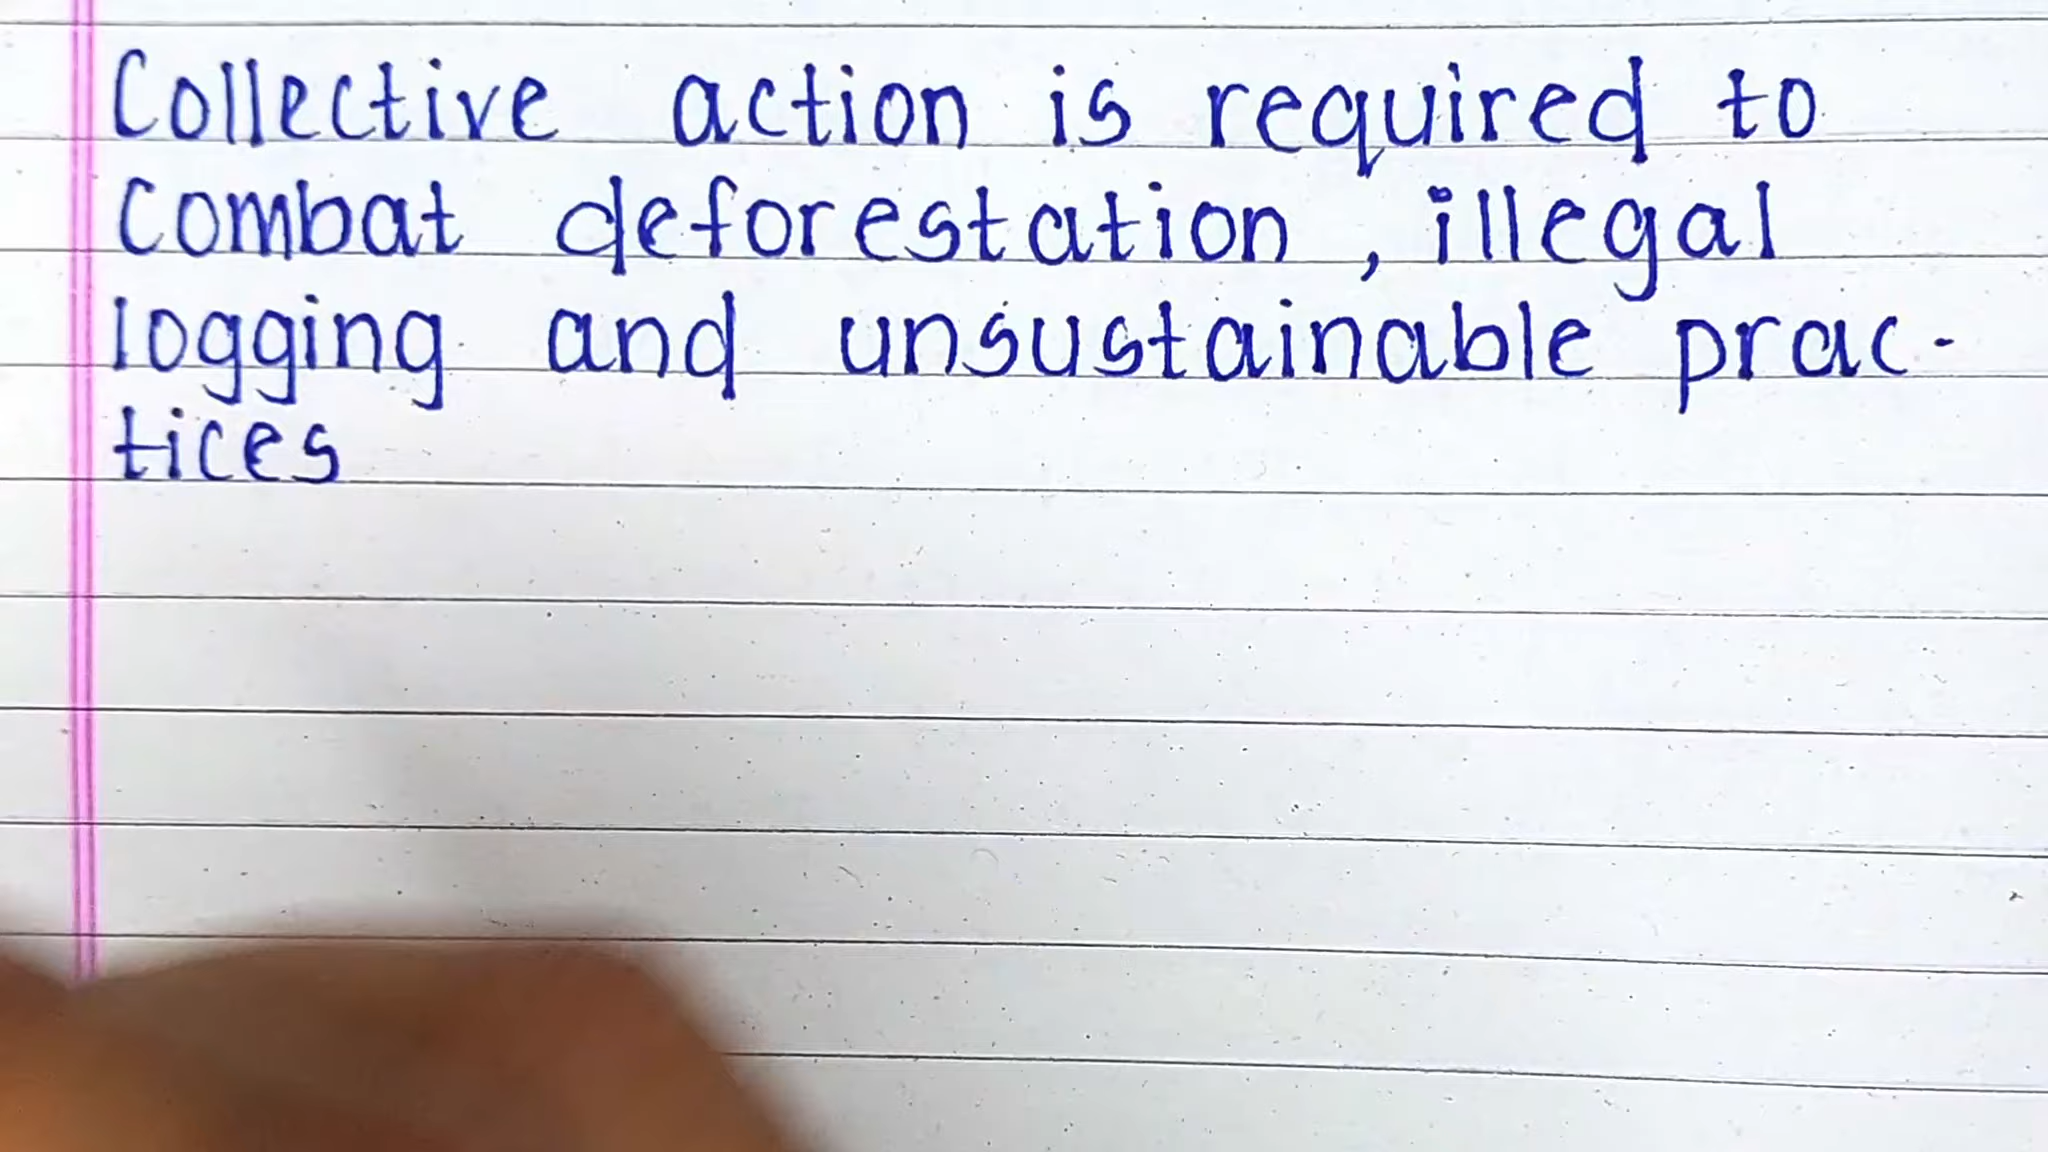 Collective action is required to
combat deforestation, illegal
logging and unsustainable prac-
tices